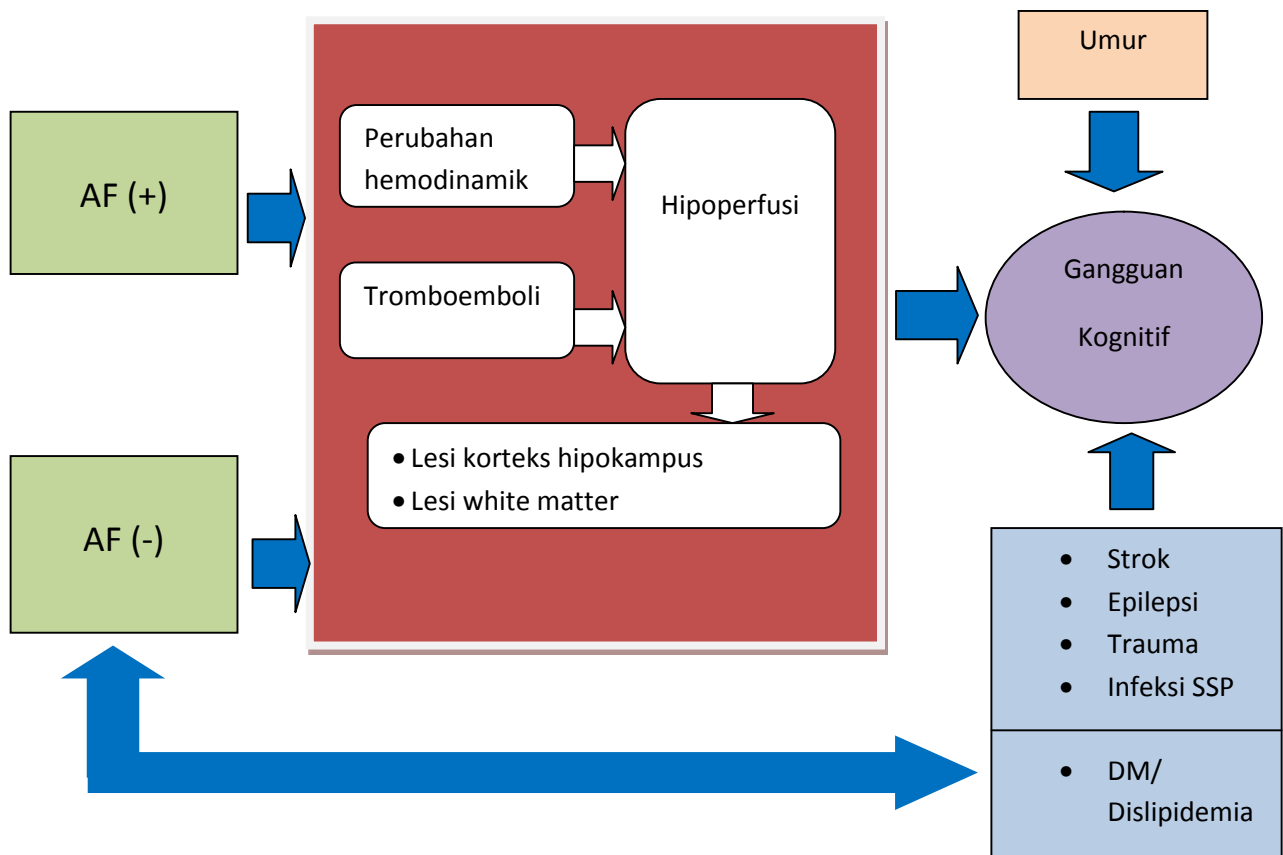 AF (+)
AF (-)
Perubahan
hemodinamik
Tromboemboli
Hipoperfusi
• Lesi korteks hipokampus
• Lesi white matter
Umur
Gangguan
Kognitif
• Strok
• Epilepsi
• Trauma
• Infeksi SSP
• DM/
Dislipidemia